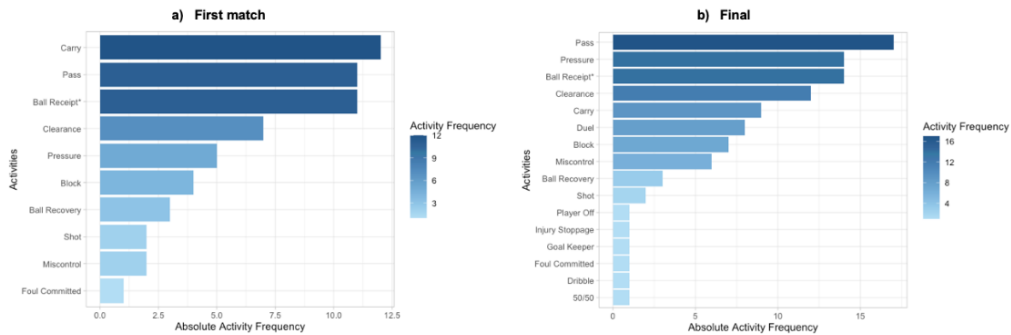 a) First match
Activities
Carry
Pass
Ball Receipt*
Clearance
Pressure
Block
Ball Recovery
Shot
Miscontrol
Foul Committed
0.0 2.5 5.0 7.5 10.0 12.5
Absolute Activity Frequency
Activity Frequency
12
9
6
3
b) Final
Activities
Pass
Pressure
Ball Receipt*
Clearance
Carry
Duel
Block
Miscontrol
Ball Recovery
Shot
Player Off
Injury Stoppage
Goal Keeper
Foul Committed
Dribble
50/50
0 5 10 15
Absolute Activity Frequency
Activity Frequency
16
12
8
4